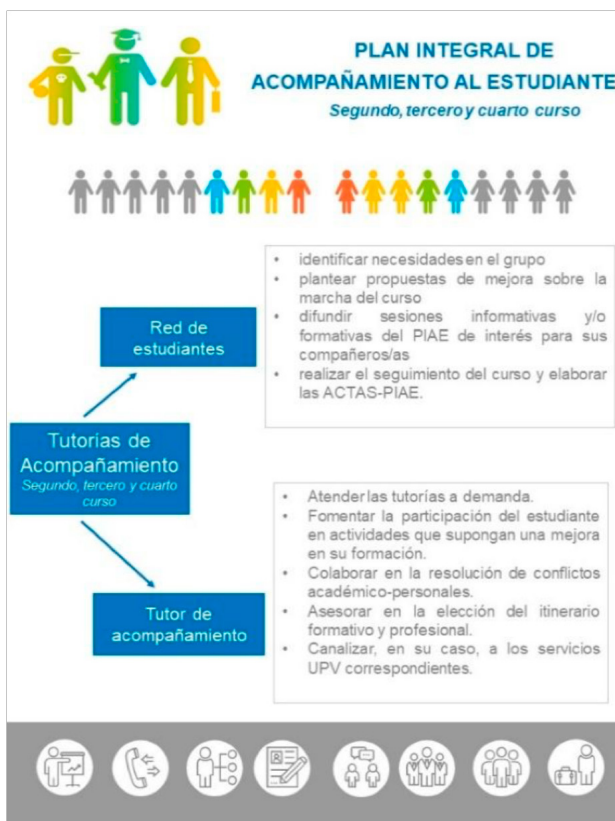 PLAN INTEGRAL DE
ACOMPAÑAMIENTO AL ESTUDIANTE
Segundo, tercero y cuarto curso
• identificar necesidades en el grupo
• plantear propuestas de mejora sobre la
marcha del curso
• difundir sesiones informativas y/o
formativas del PIAE de interés para sus
compañeros/as
• realizar el seguimiento del curso y elaborar
las ACTAS-PIAE.
Red de
estudiantes
Tutorías de
Acompañamiento
Segundo, tercero y cuarto
curso
• Atender las tutorías a demanda.
• Fomentar la participación del estudiante
en actividades que supongan una mejora
en su formación.
• Colaborar en la resolución de conflictos
académico-personales.
• Asesorar en la elección del itinerario
formativo y profesional.
• Canalizar, en su caso, a los servicios
UPV correspondientes.
Tutor de
acompañamiento